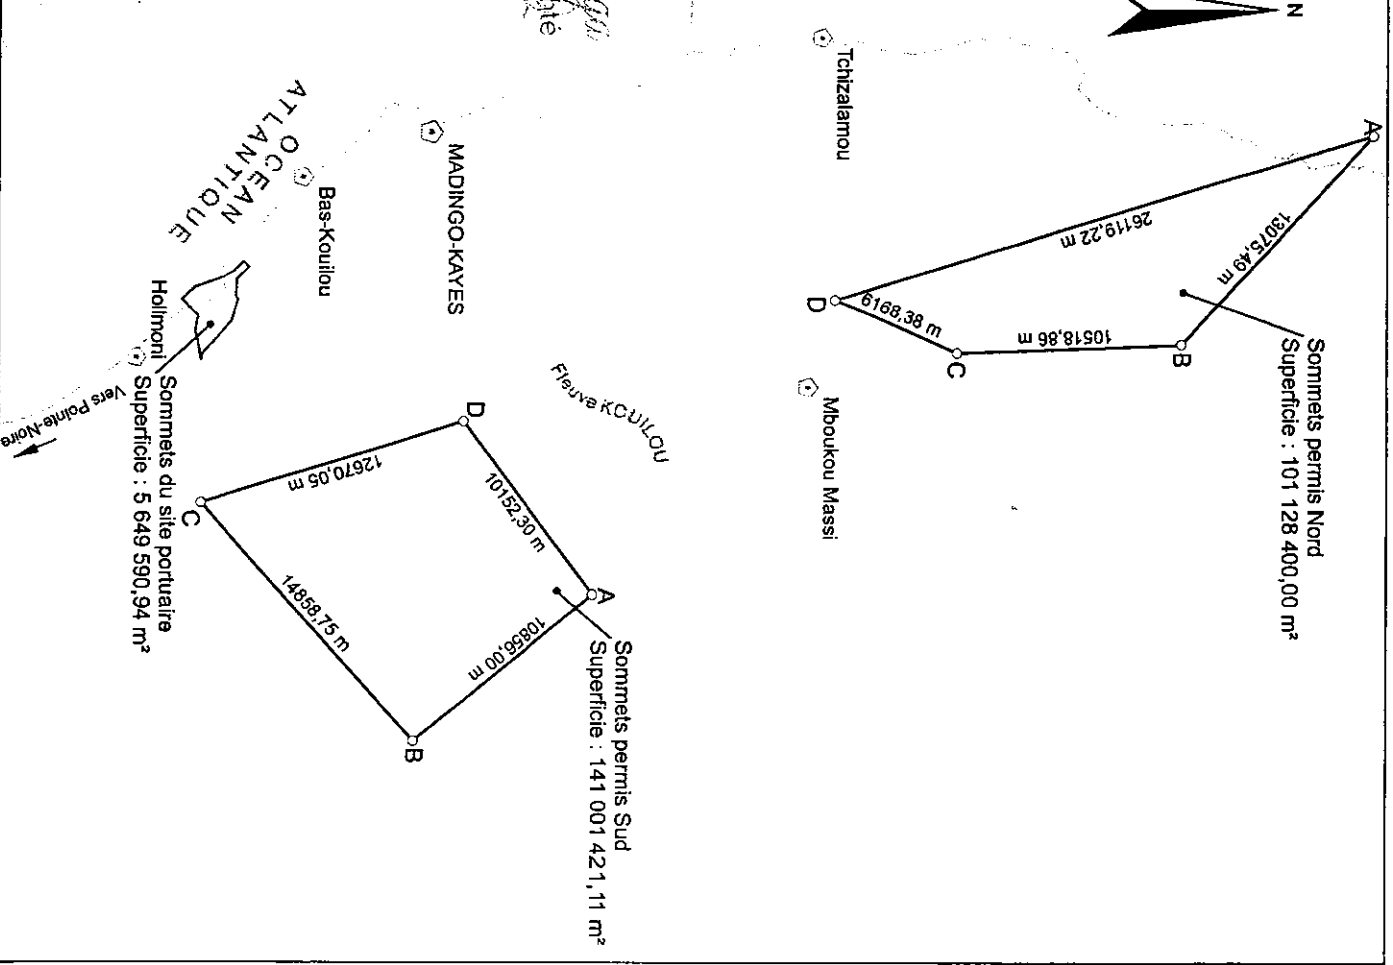 N
A
13075,49 m
26119,22 m
B
10518,86 m
C
6168,38 m
D
Sommets permis Nord
Superficie : 101 128 400,00 m²
Tchizalamou
Mboukou Massi
Fleuve KOUILOU
A
10152,30 m
10856,00 m
D
B
12670,05 m
14858,75 m
C
Sommets permis Sud
Superficie : 141 001 421,11 m²
MADINGO-KAYES
Bas-Kouilou
OCEAN
ATLANTIQUE
Hollmoni
Sommets du site portuaire
Superficie : 5 649 590,94 m²
Vers Pointe-Noire